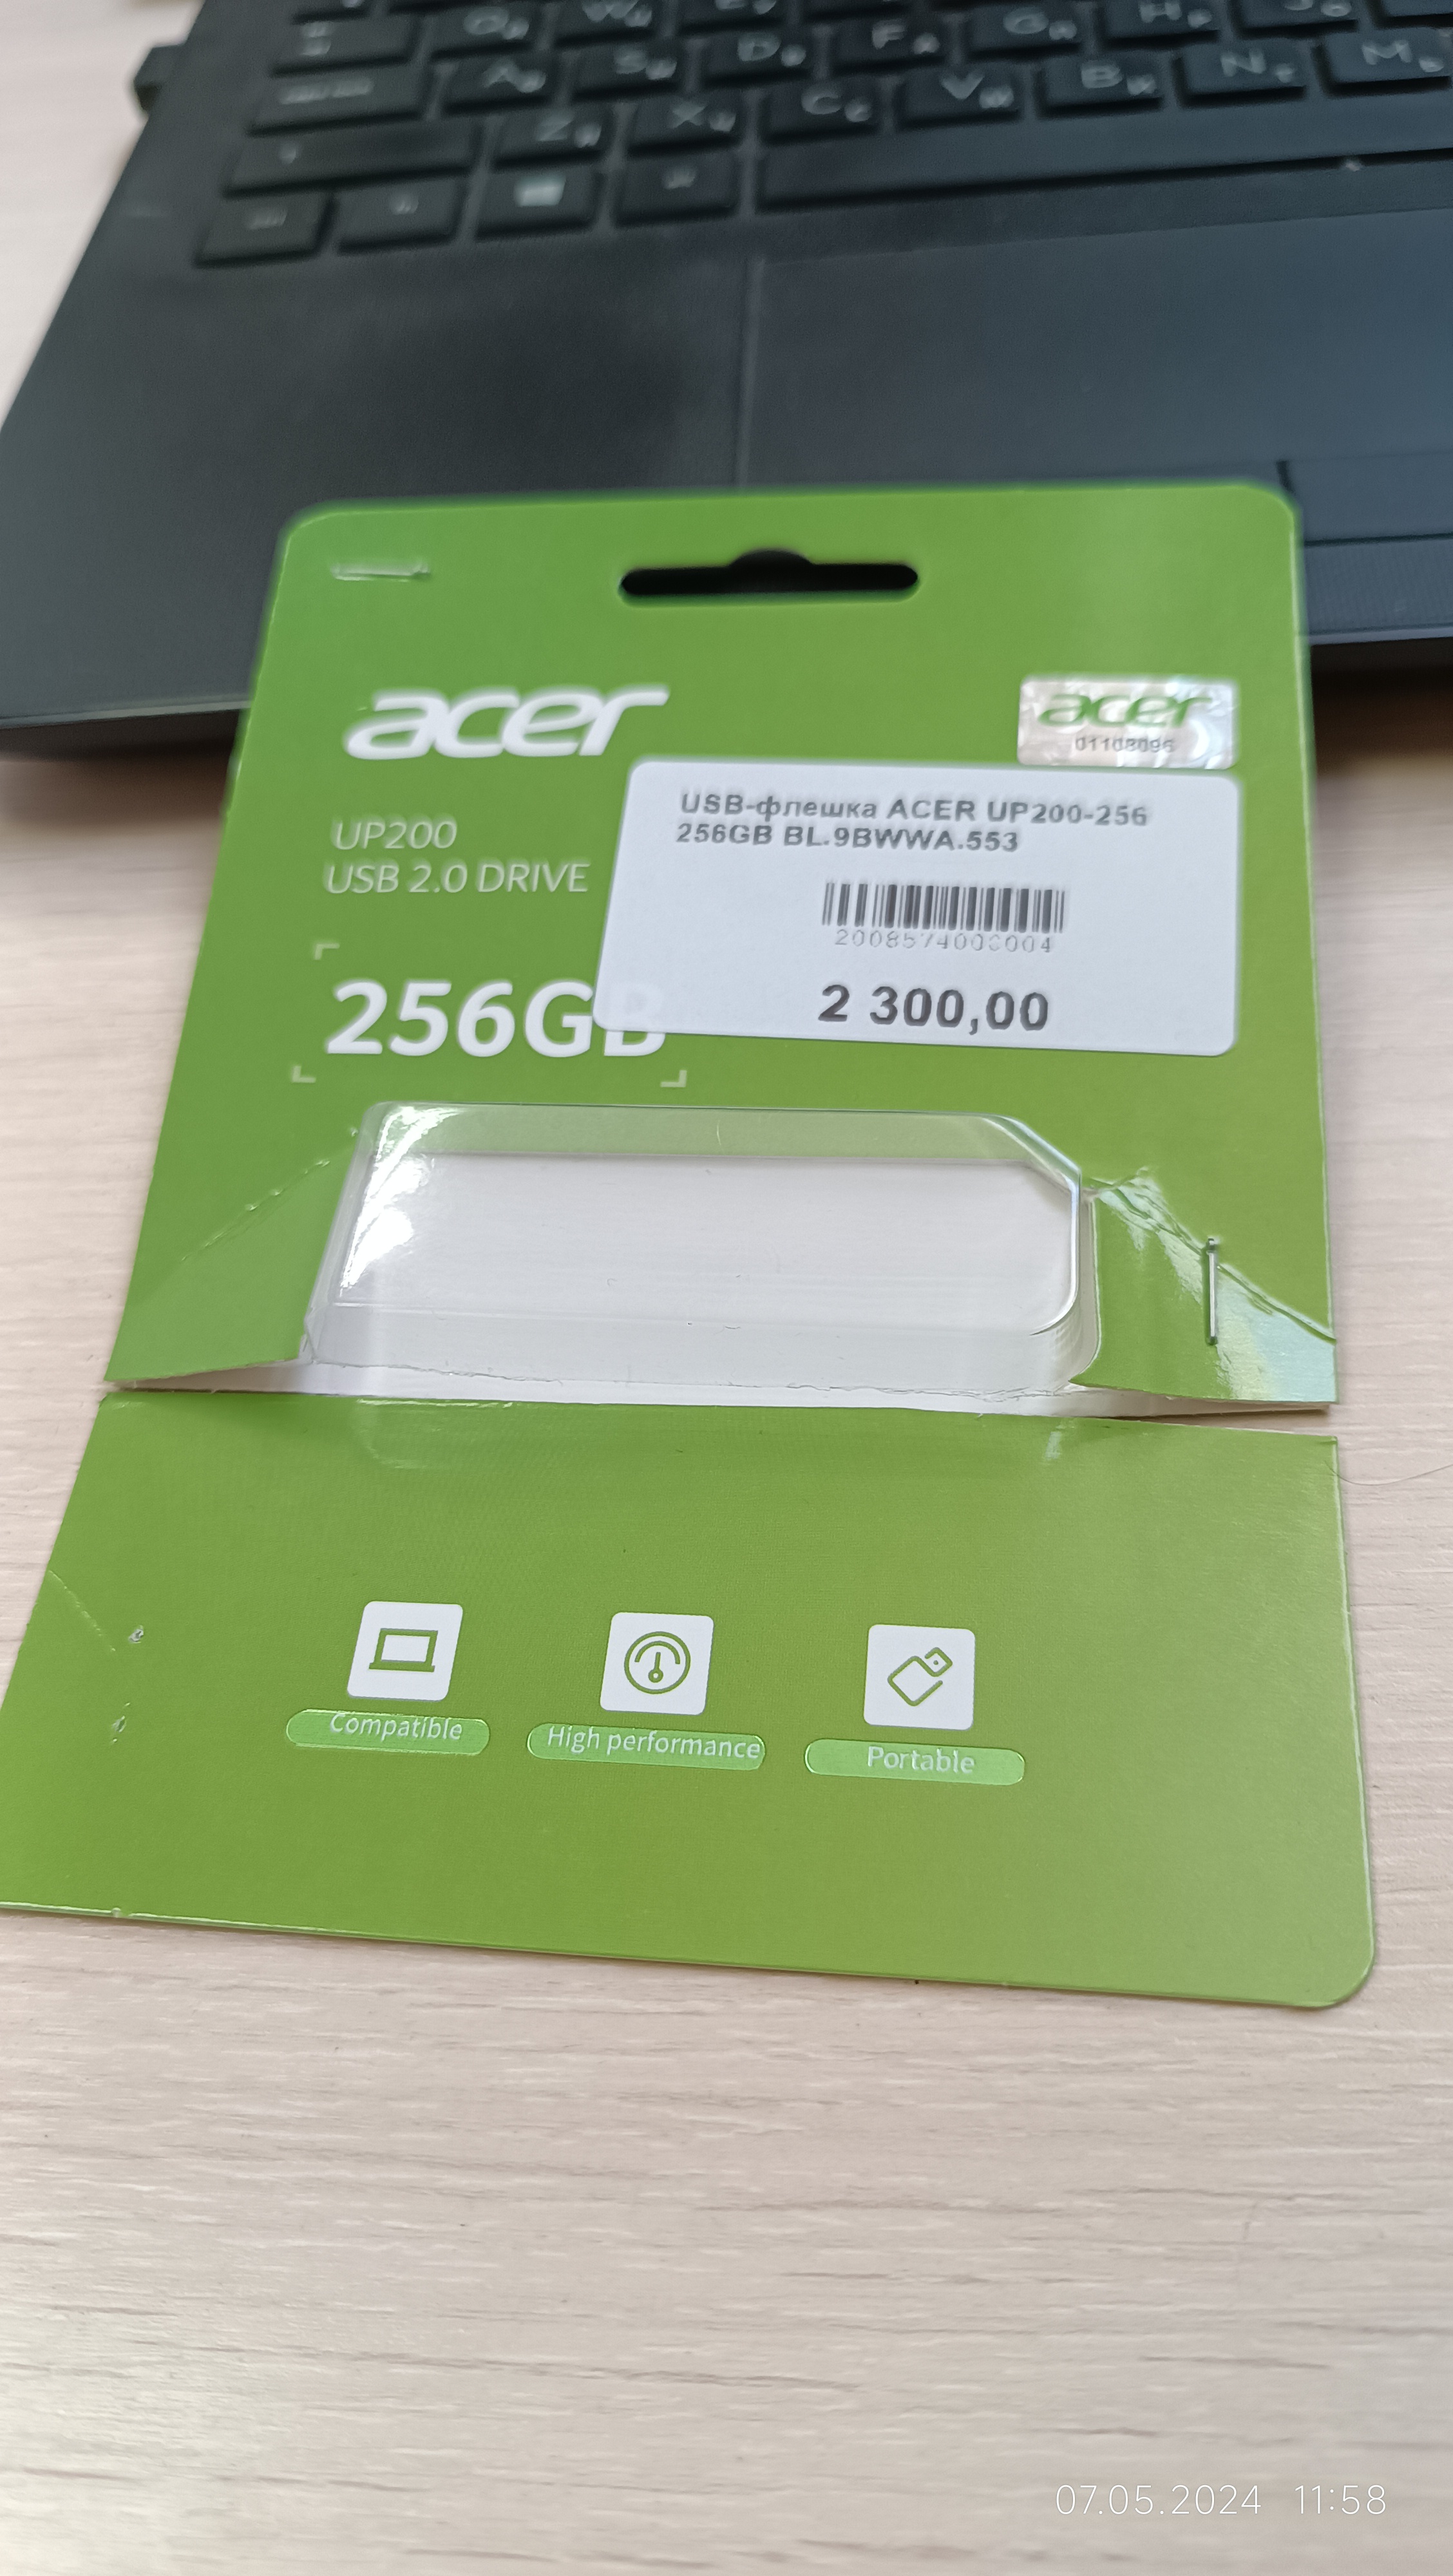 Q Й
A Ф
S Ы
D В
F А
Z Я
X Ч
C С
V М
B И
N Т
M Ь
acer
acer
01108096
USB-флешка ACER UP200-256
256GB BL.9BWWA.553
UP200
USB 2.0 DRIVE
2008574000004
256GB
2 300,00
Compatible
High performance
Portable
07.05.2024 11:58